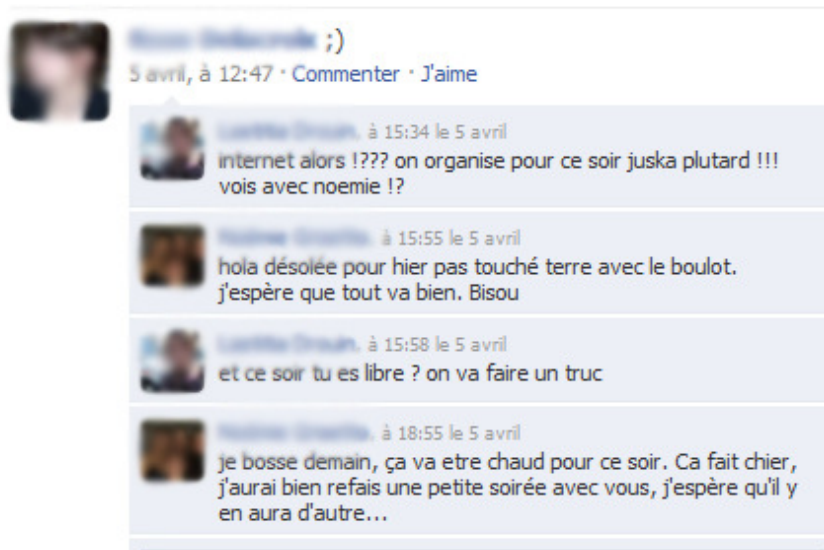 ;)
5 avril, à 12:47 · Commenter · J'aime
à 15:34 le 5 avril
internet alors !??? on organise pour ce soir juska plutard !!!
vois avec noemie !?
à 15:55 le 5 avril
hola désolée pour hier pas touché terre avec le boulot.
j'espère que tout va bien. Bisou
à 15:58 le 5 avril
et ce soir tu es libre ? on va faire un truc
à 18:55 le 5 avril
je bosse demain, ça va etre chaud pour ce soir. Ca fait chier,
j'aurai bien refais une petite soirée avec vous, j'espère qu'il y
en aura d'autre...